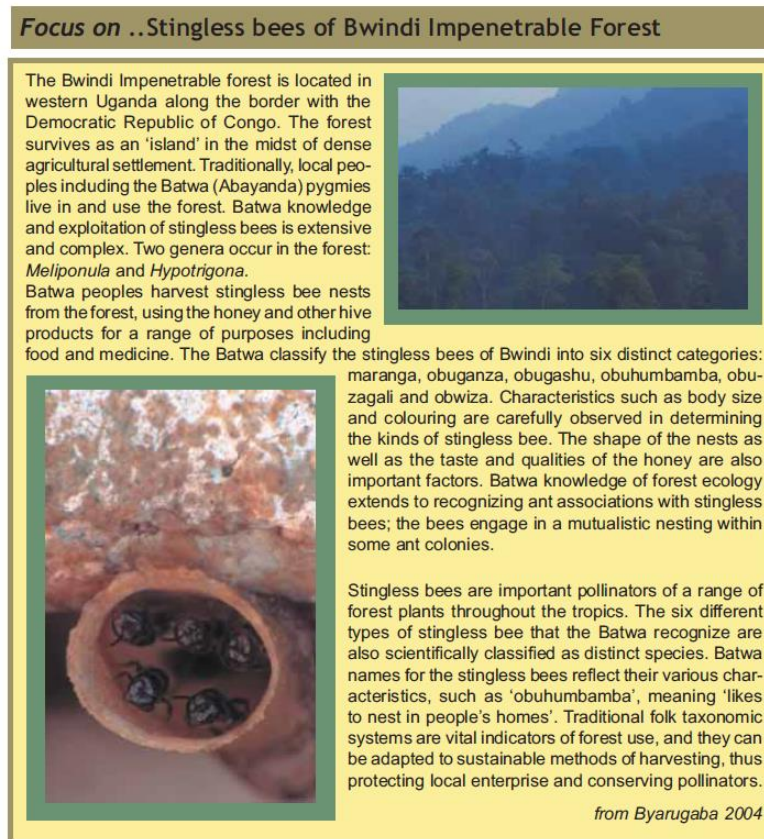 Focus on ..Stingless bees of Bwindi Impenetrable Forest
The Bwindi Impenetrable forest is located in
western Uganda along the border with the
Democratic Republic of Congo. The forest
survives as an ‘island’ in the midst of dense
agricultural settlement. Traditionally, local peo-
ples including the Batwa (Abayanda) pygmies
live in and use the forest. Batwa knowledge
and exploitation of stingless bees is extensive
and complex. Two genera occur in the forest:
Meliponula and Hypotrigona.
Batwa peoples harvest stingless bee nests
from the forest, using the honey and other hive
products for a range of purposes including
food and medicine. The Batwa classify the stingless bees of Bwindi into six distinct categories:
maranga, obuganza, obugashu, obuhumbamba, obu-
zagali and obwiza. Characteristics such as body size
and colouring are carefully observed in determining
the kinds of stingless bee. The shape of the nests as
well as the taste and qualities of the honey are also
important factors. Batwa knowledge of forest ecology
extends to recognizing ant associations with stingless
bees; the bees engage in a mutualistic nesting within
some ant colonies.
Stingless bees are important pollinators of a range of
forest plants throughout the tropics. The six different
types of stingless bee that the Batwa recognize are
also scientifically classified as distinct species. Batwa
names for the stingless bees reflect their various char-
acteristics, such as ‘obuhumbamba’, meaning ‘likes
to nest in people’s homes’. Traditional folk taxonomic
systems are vital indicators of forest use, and they can
be adapted to sustainable methods of harvesting, thus
protecting local enterprise and conserving pollinators.
from Byarugaba 2004